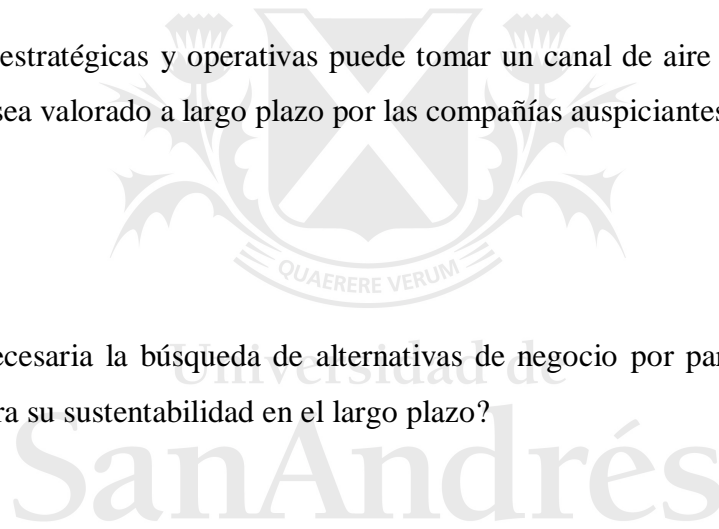 estratégicas y operativas puede tomar un canal de aire
sea valorado a largo plazo por las compañías auspiciantes
QUAERERE VERUM
ecesaria la búsqueda de alternativas de negocio por par
Universidad de
ra su sustentabilidad en el largo plazo?
SanAndrés